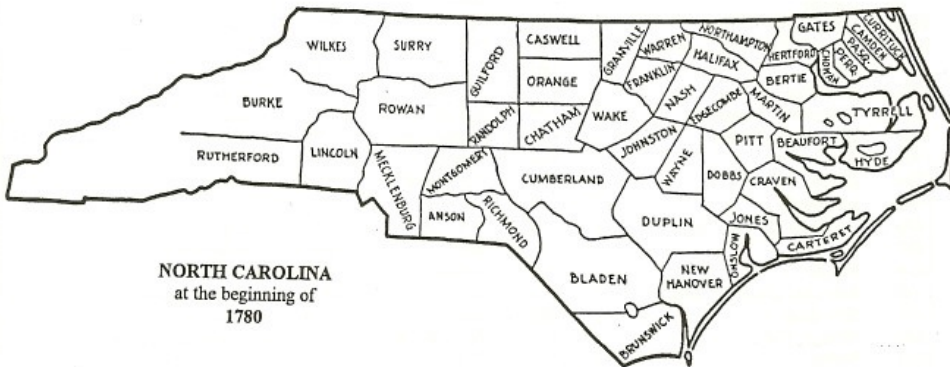 WILKES
SURRY
GUILFORD
CASWELL
GRANVILLE
WARREN
NORTHAMPTON
GATES
CURRITUCK
CAMDEN
PASQ.
PERQ.
CHOWAN
HERTFORD
HALIFAX
FRANKLIN
BERTIE
BURKE
ROWAN
ORANGE
NASH
EDGECOMBE
MARTIN
TYRRELL
RANDOLPH
CHATHAM
WAKE
JOHNSTON
PITT
BEAUFORT
HYDE
RUTHERFORD
LINCOLN
MECKLENBURG
MONTGOMERY
CUMBERLAND
WAYNE
DOBBS
CRAVEN
ANSON
RICHMOND
DUPLIN
JONES
ONSLOW
CARTERET
BLADEN
NEW
HANOVER
BRUNSWICK
NORTH CAROLINA
at the beginning of
1780